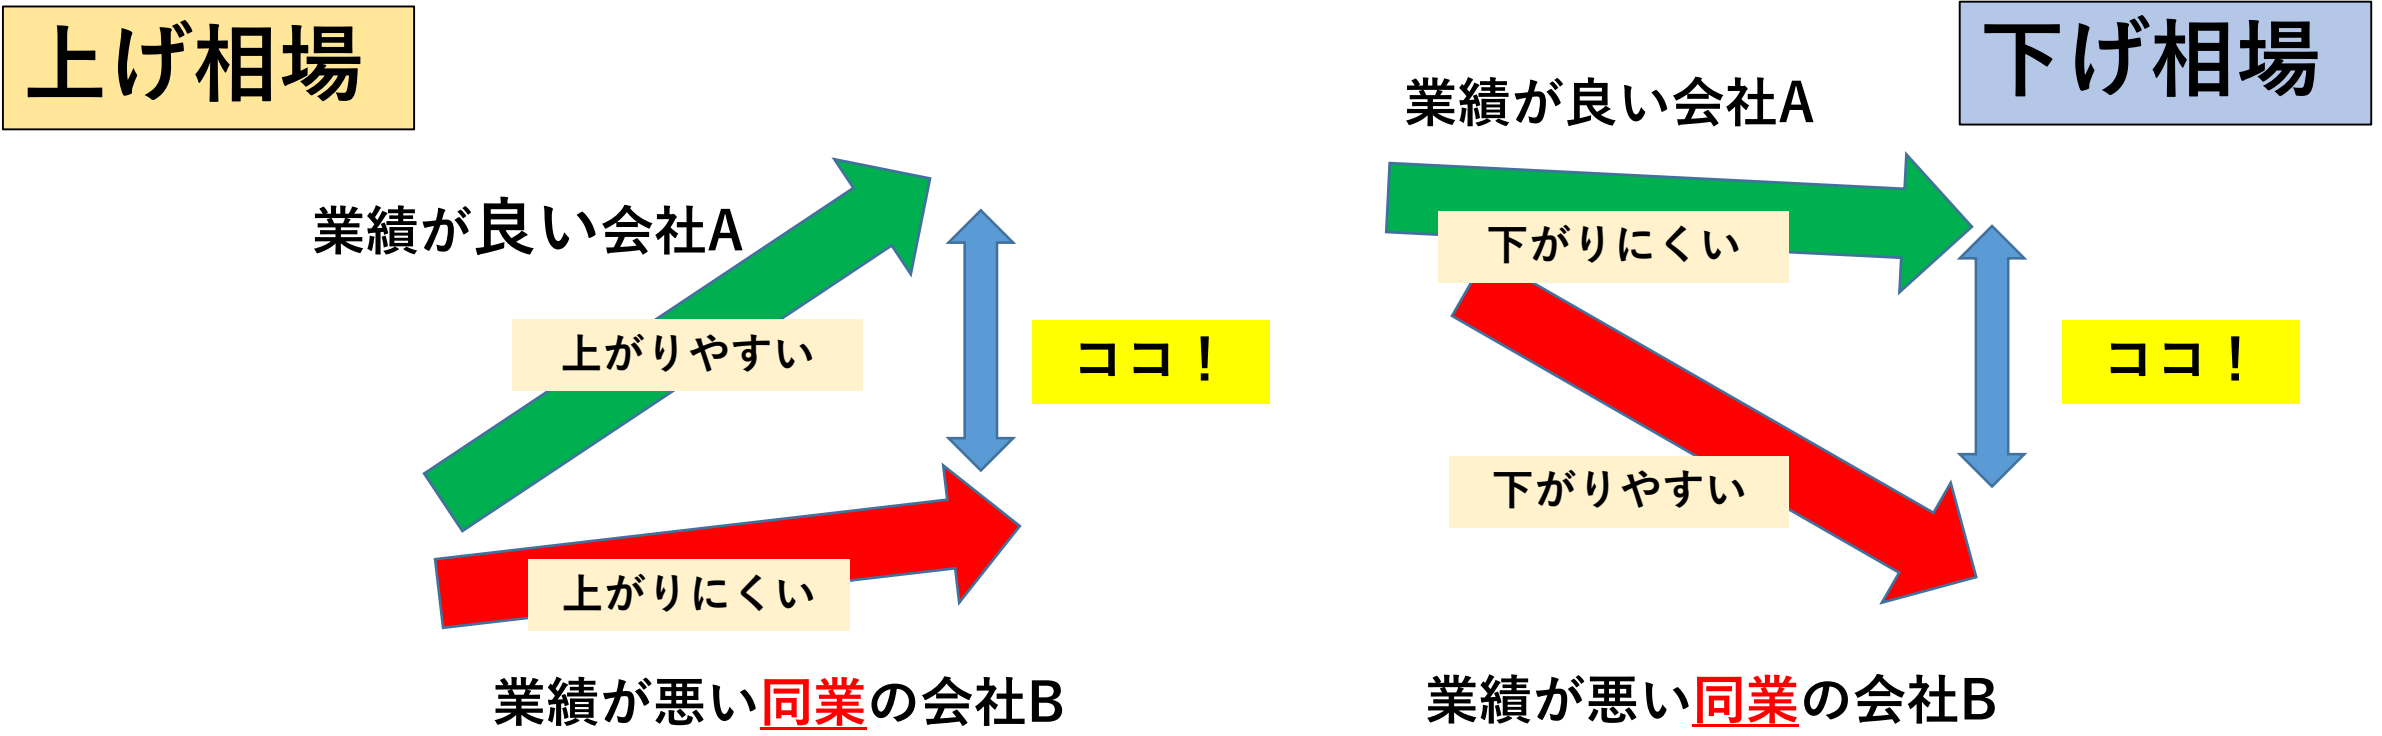 上げ相場
業績が良い会社A
上がりやすい
ココ！
上がりにくい
業績が悪い同業の会社B
下げ相場
業績が良い会社A
下がりにくい
ココ！
下がりやすい
業績が悪い同業の会社B